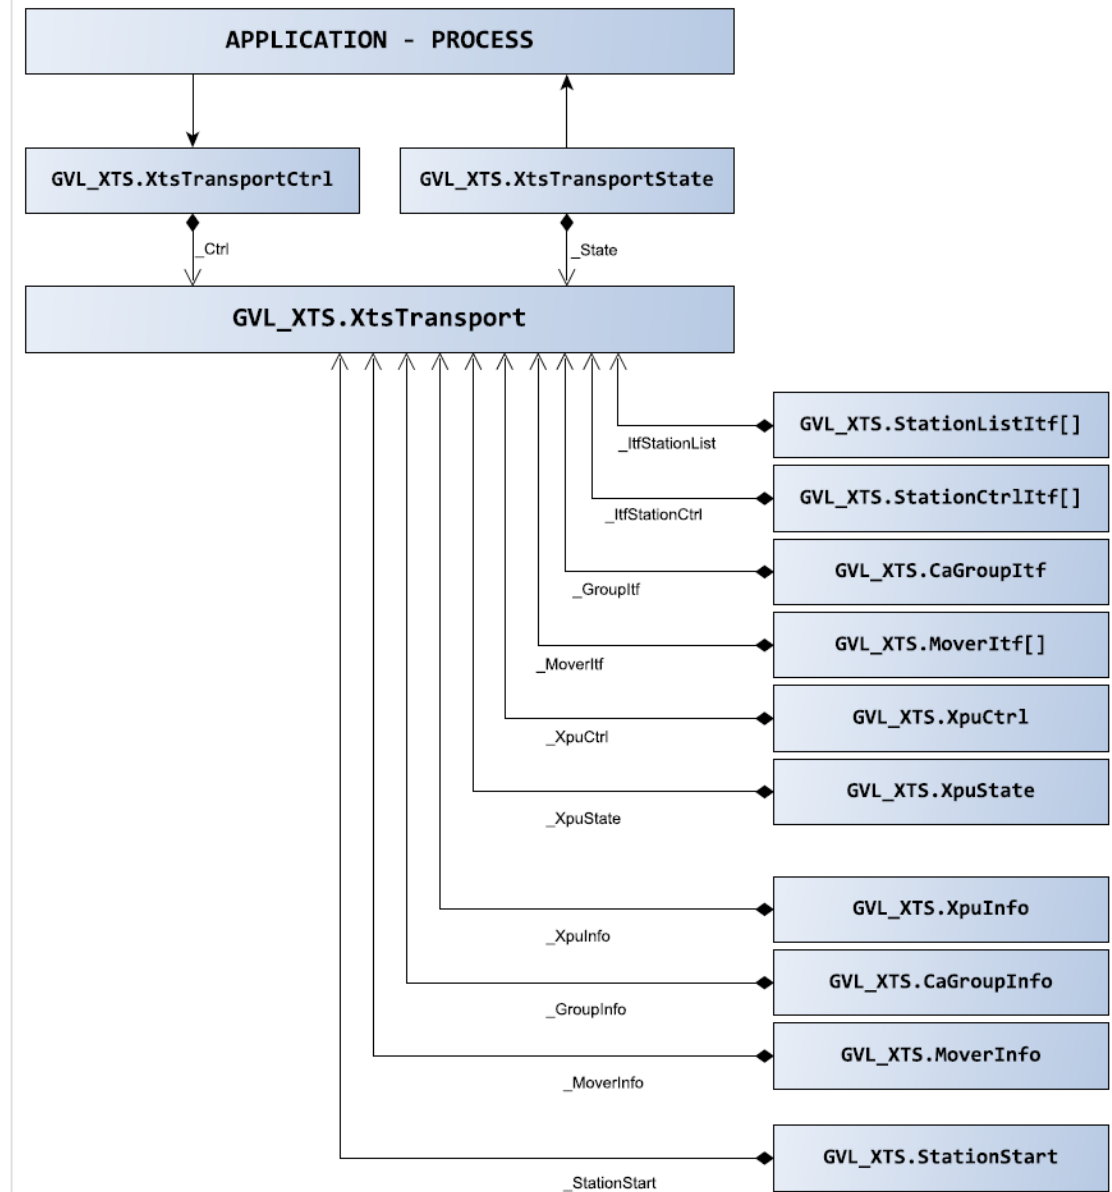 APPLICATION - PROCESS
GVL_XTS.XtsTransportCtrl
GVL_XTS.XtsTransportState
_Ctrl
_State
GVL_XTS.XtsTransport
GVL_XTS.StationListItf[]
_ItfStationList
GVL_XTS.StationCtrlItf[]
_ItfStationCtrl
GVL_XTS.CaGroupItf
_GroupItf
GVL_XTS.MoverItf[]
_MoverItf
GVL_XTS.XpuCtrl
_XpuCtrl
GVL_XTS.XpuState
_XpuState
GVL_XTS.XpuInfo
_XpuInfo
GVL_XTS.CaGroupInfo
_GroupInfo
GVL_XTS.MoverInfo
_MoverInfo
GVL_XTS.StationStart
_StationStart